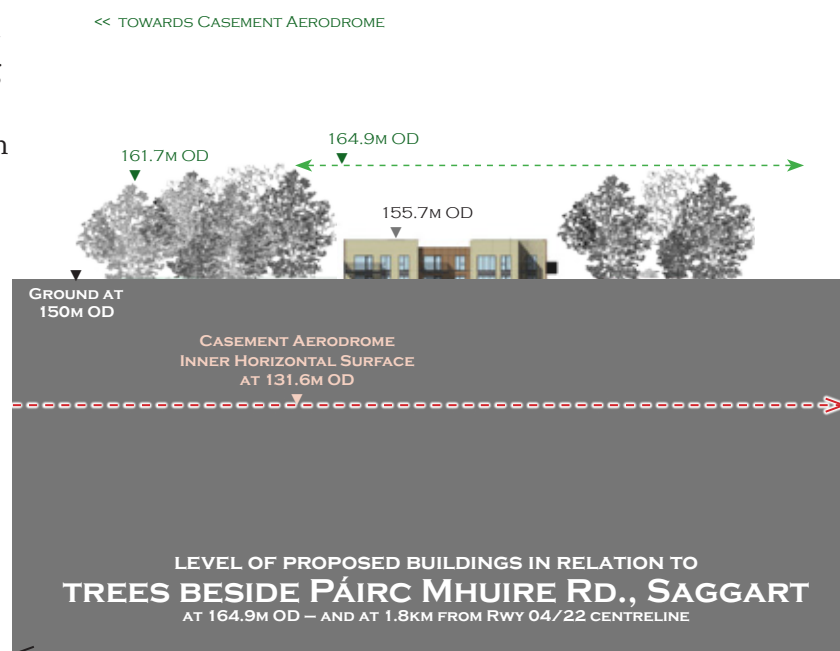 << TOWARDS CASEMENT AERODROME
164.9M OD
161.7M OD
155.7M OD
GROUND AT
150M OD
CASEMENT AERODROME
INNER HORIZONTAL SURFACE
AT 131.6M OD
LEVEL OF PROPOSED BUILDINGS IN RELATION TO
TREES BESIDE PÁIRC MHUIRE RD., SAGGART
AT 164.9M OD – AND AT 1.8KM FROM RWY 04/22 CENTRELINE